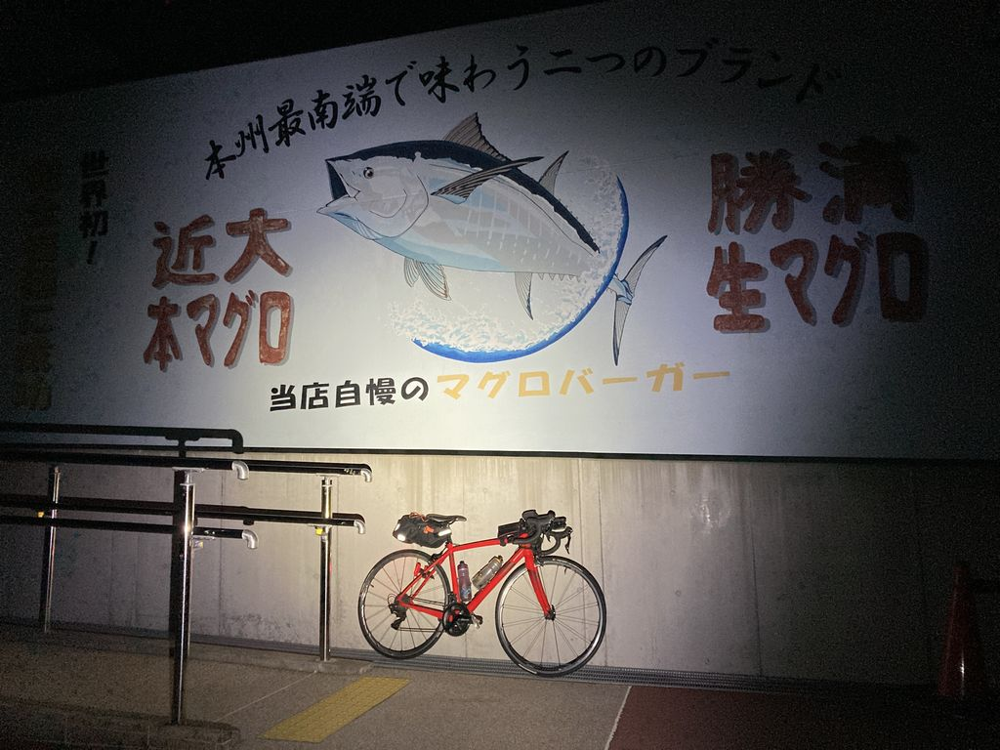 本州最南端で味わう二つのブランド
世界初！
近大
本マグロ
勝満
生マグロ
当店自慢のマグロバーガー